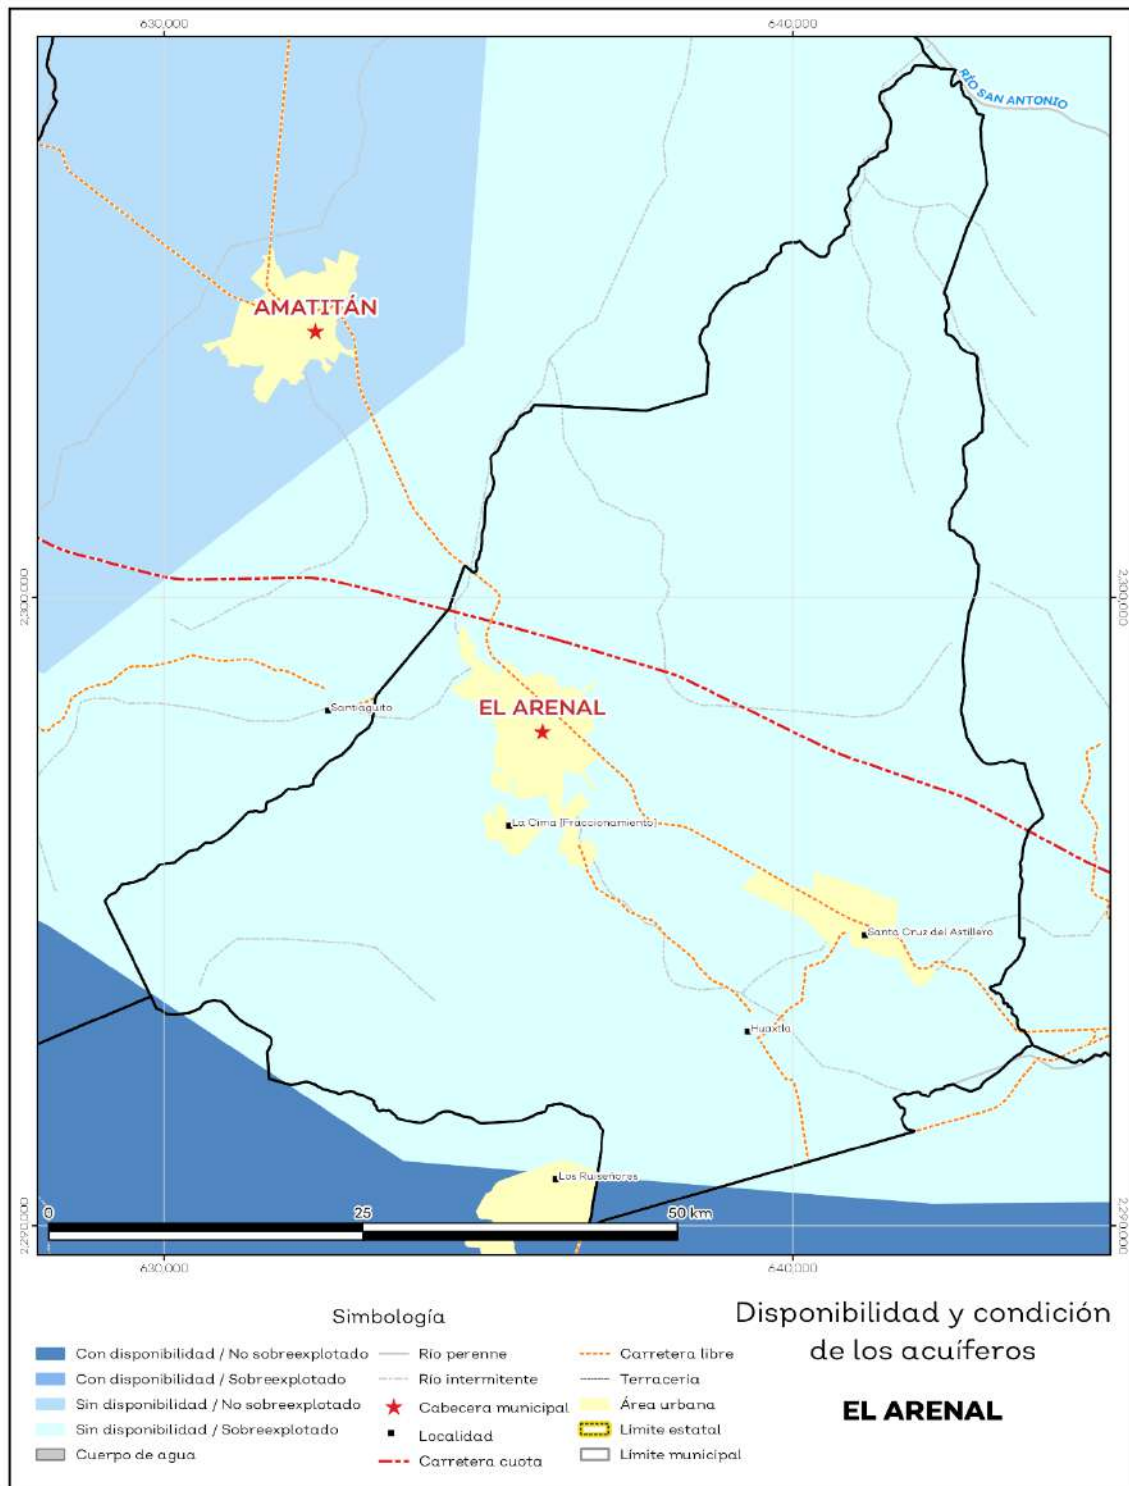 630,000
640,000
RÍO SAN ANTONIO
AMATITÁN
2,300,000
2,300,000
Santiaguito
EL ARENAL
La Cima [Fraccionamiento]
Santa Cruz del Astillero
Huaxtla
Los Ruiseñores
0
25
50 km
2,290,000
2,290,000
630,000
640,000
Simbología
Con disponibilidad / No sobreexplotado
Con disponibilidad / Sobreexplotado
Sin disponibilidad / No sobreexplotado
Sin disponibilidad / Sobreexplotado
Cuerpo de agua
Río perenne
Río intermitente
Cabecera municipal
Localidad
Carretera cuota
Carretera libre
Terracería
Área urbana
Límite estatal
Límite municipal
Disponibilidad y condición
de los acuíferos
EL ARENAL